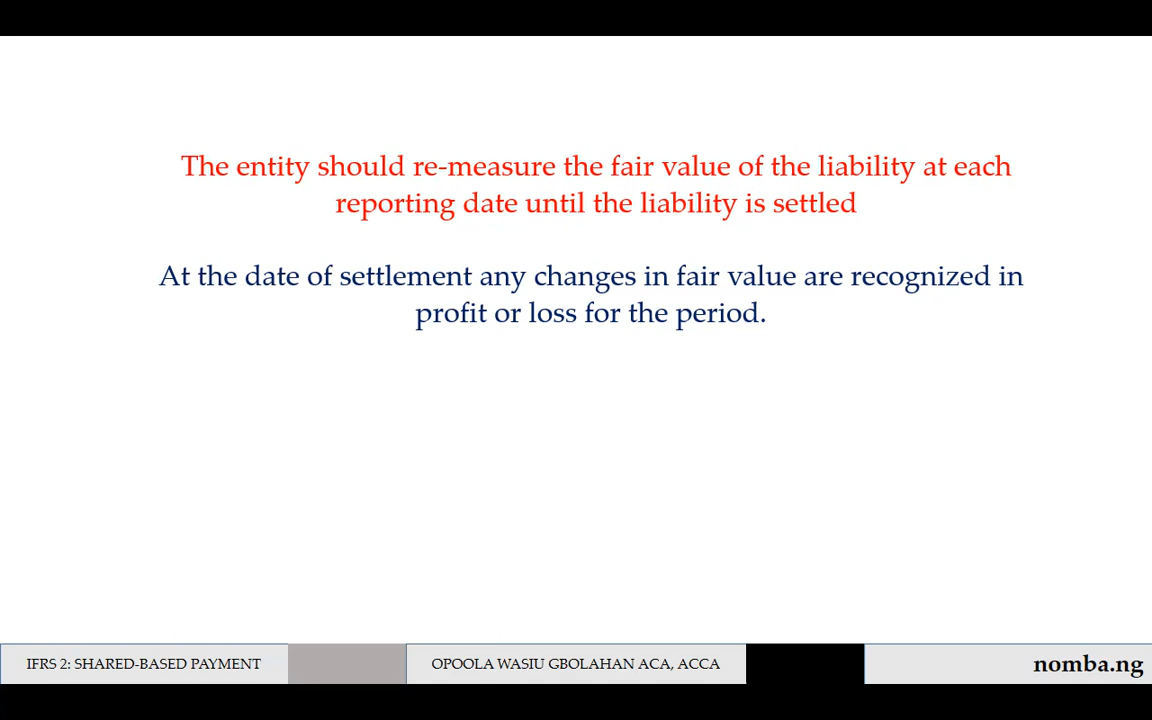 The entity should re-measure the fair value of the liability at each
reporting date until the liability is settled
At the date of settlement any changes in fair value are recognized in
profit or loss for the period.
IFRS 2: SHARED-BASED PAYMENT
OPOOLA WASIU GBOLAHAN ACA, ACCA
nomba.ng